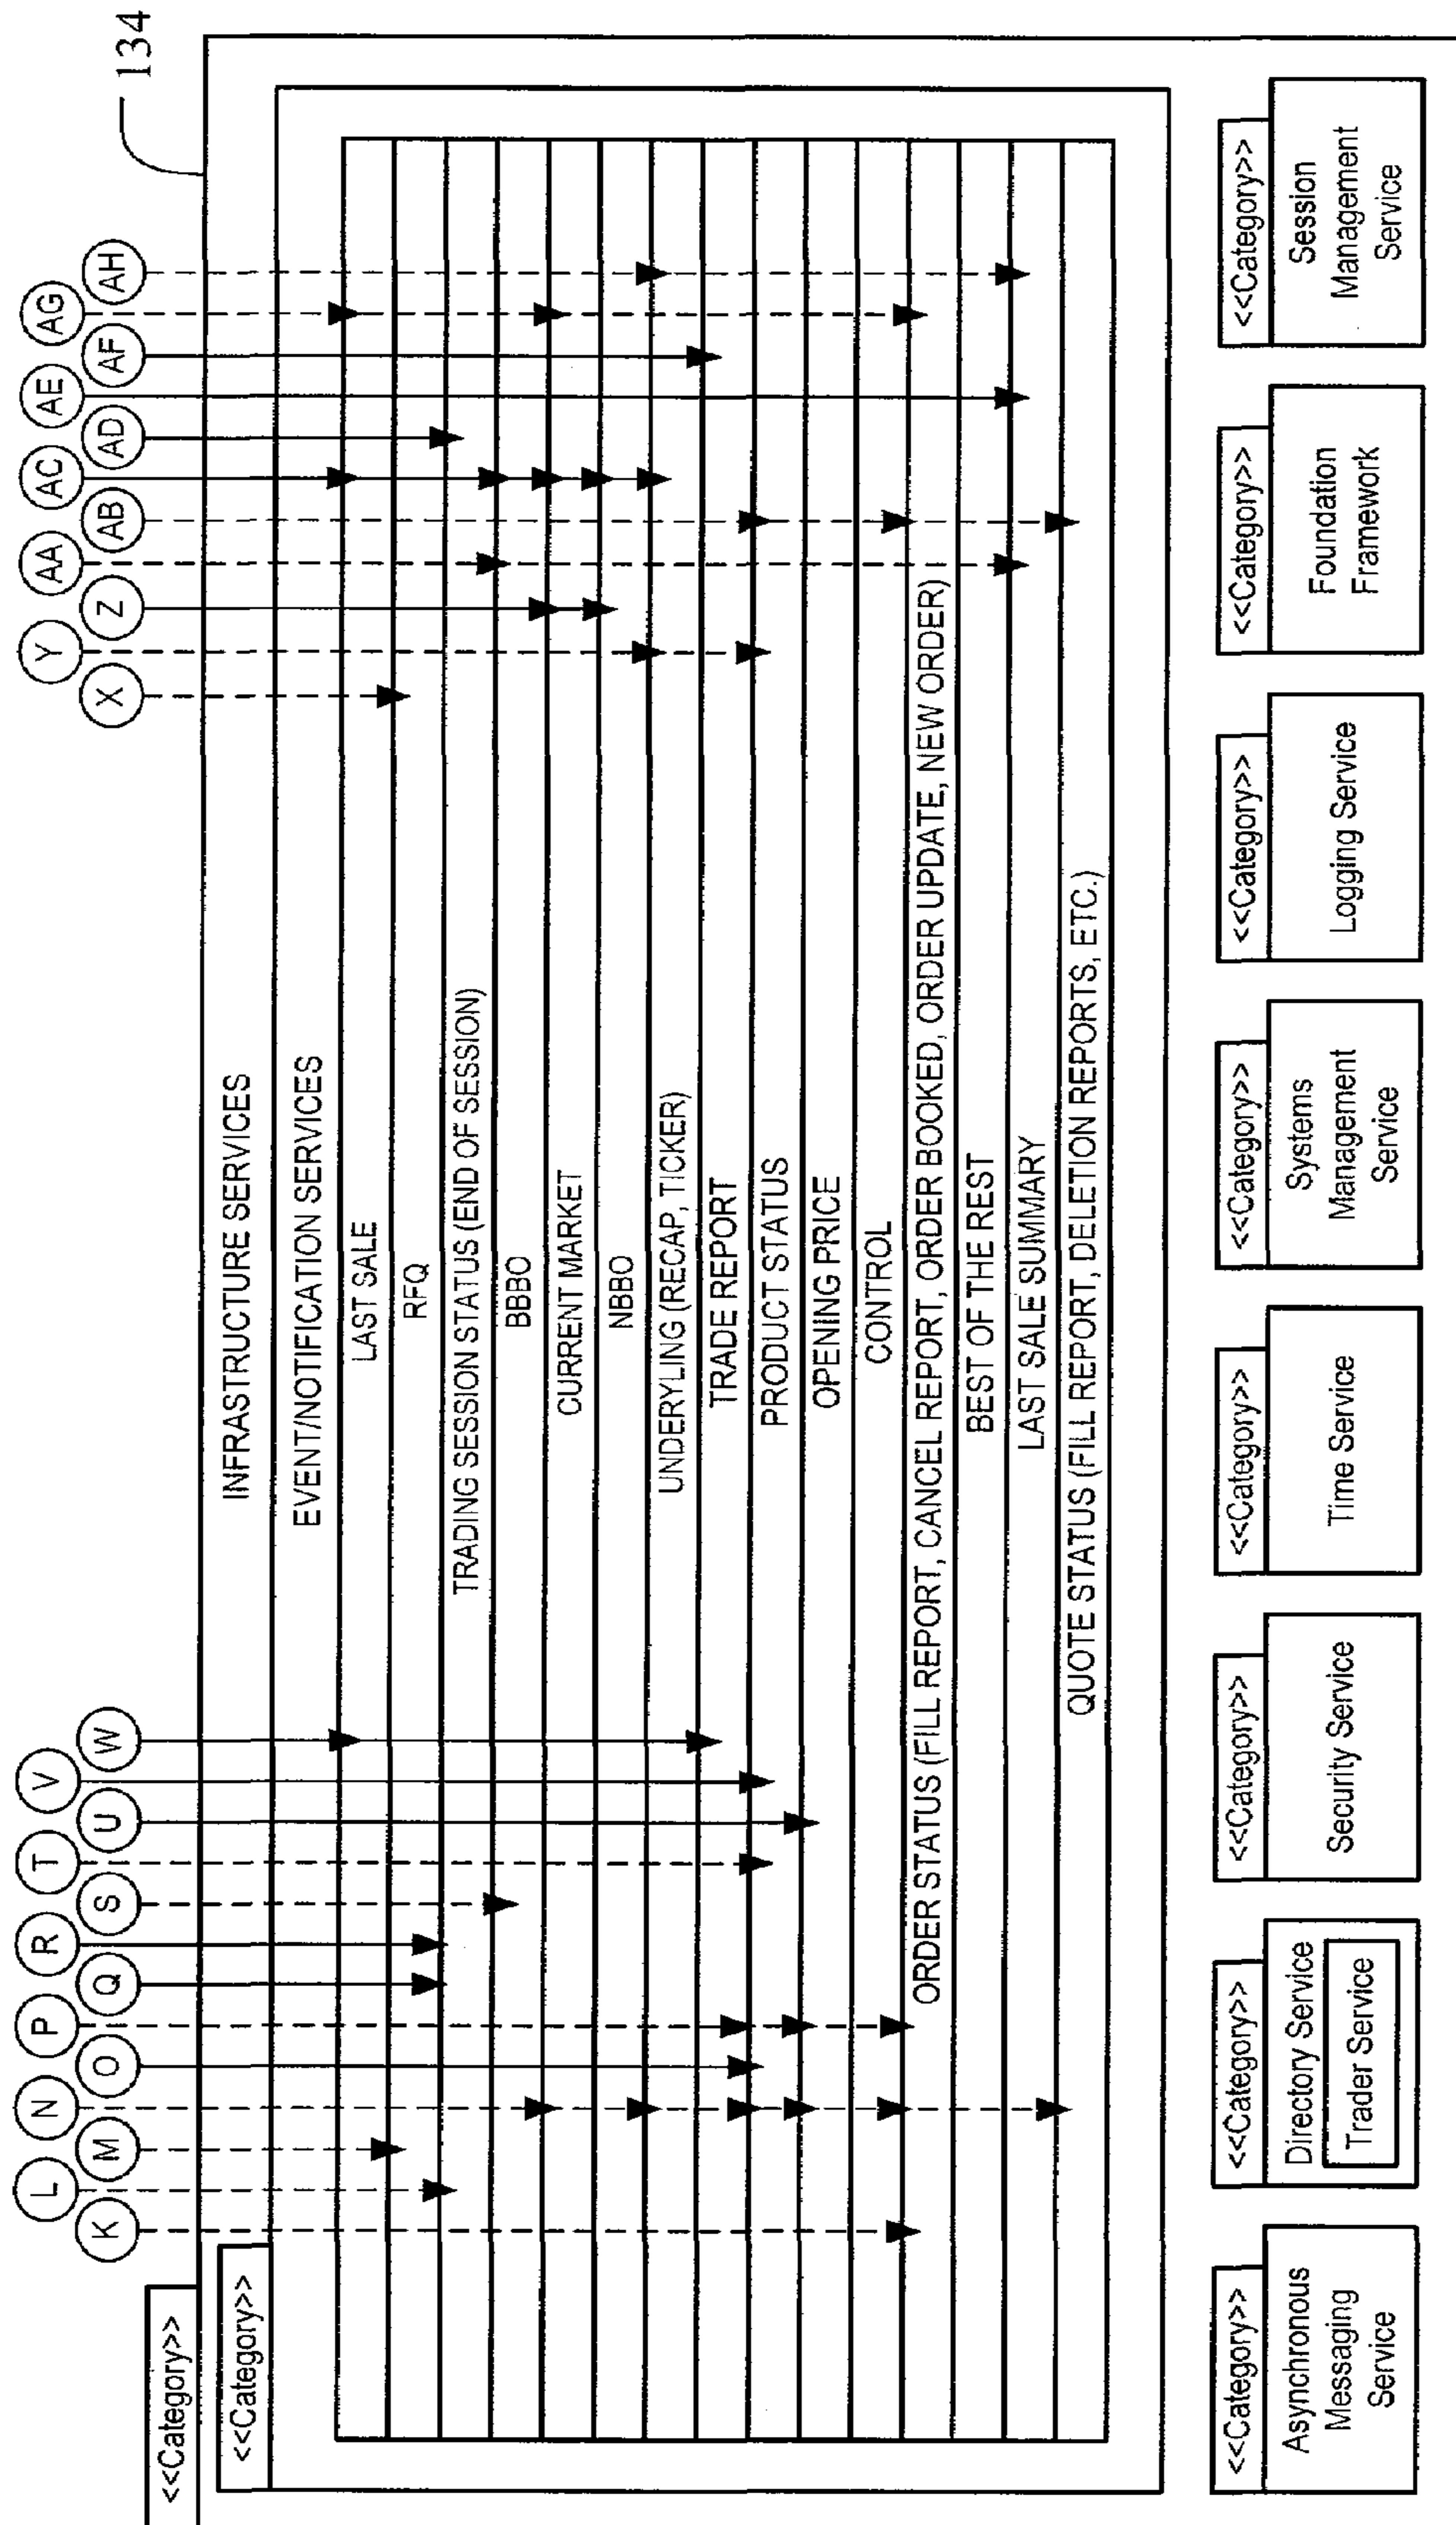 134
K
L
M
N
O
P
Q
R
S
T
U
V
W
X
Y
Z
AA
AB
AC
AD
AE
AF
AG
AH
<<Category>>
INFRASTRUCTURE SERVICES
<<Category>>
EVENT/NOTIFICATION SERVICES
LAST SALE
RFQ
TRADING SESSION STATUS (END OF SESSION)
BBBO
CURRENT MARKET
NBBO
UNDERYLING (RECAP, TICKER)
TRADE REPORT
PRODUCT STATUS
OPENING PRICE
CONTROL
ORDER STATUS (FILL REPORT, CANCEL REPORT, ORDER BOOKED, ORDER UPDATE, NEW ORDER)
BEST OF THE REST
LAST SALE SUMMARY
QUOTE STATUS (FILL REPORT, DELETION REPORTS, ETC.)
<<Category>>
Asynchronous
Messaging
Service
<<Category>>
Directory Service
Trader Service
<<Category>>
Security Service
<<Category>>
Time Service
<<Category>>
Systems
Management
Service
<<Category>>
Logging Service
<<Category>>
Foundation
Framework
<<Category>>
Session
Management
Service